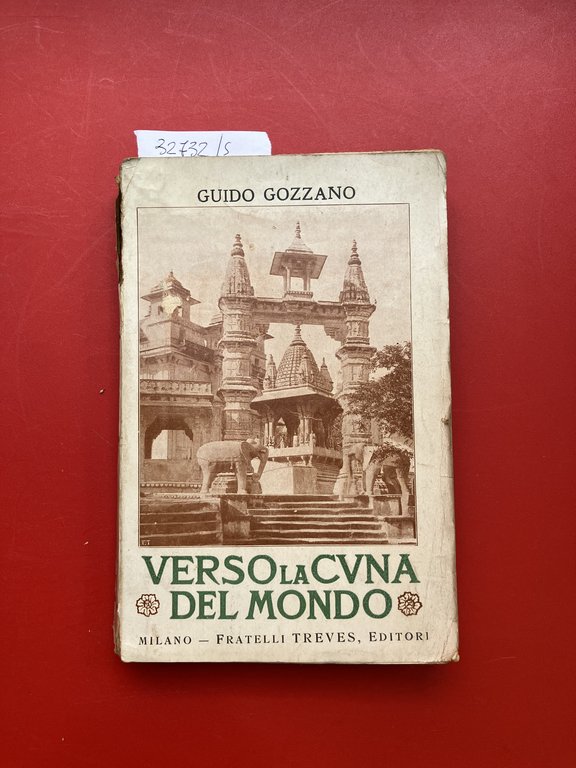 32732/s
GUIDO GOZZANO
F.T
VERSO LA CVNA
DEL MONDO
MILANO — FRATELLI TREVES, EDITORI